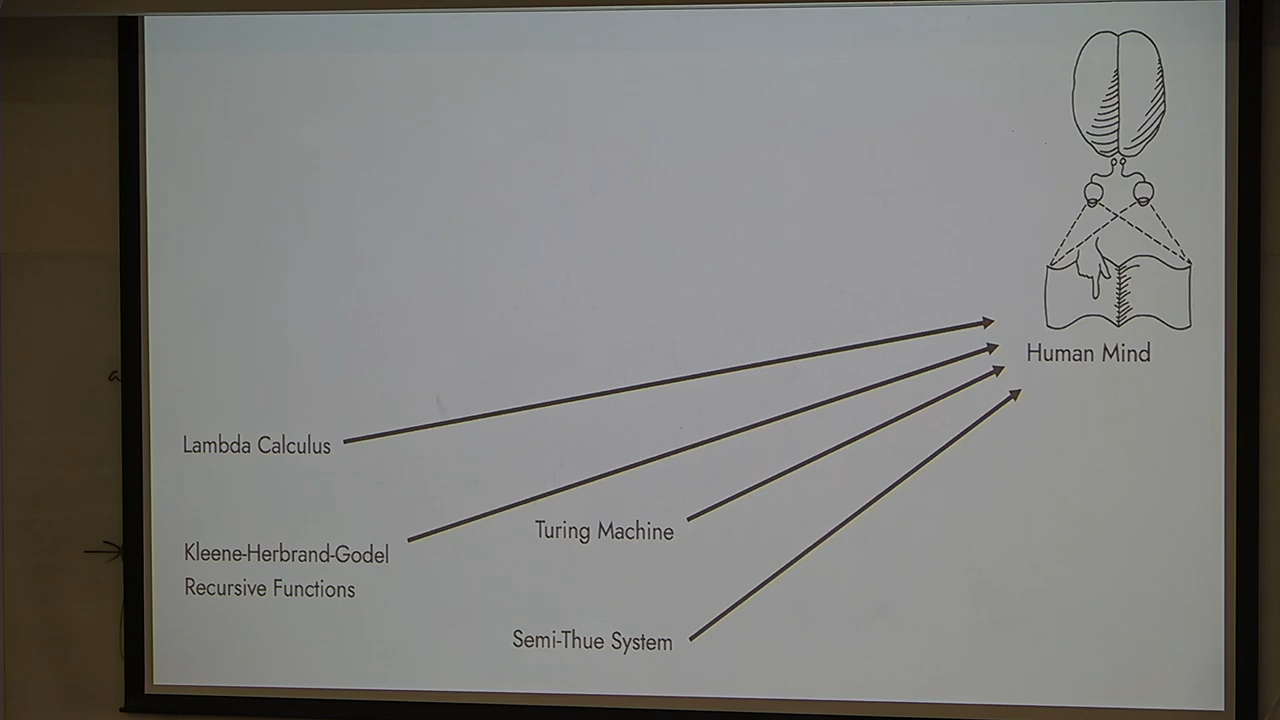 Human Mind
Lambda Calculus
Turing Machine
Kleene-Herbrand-Godel
Recursive Functions
Semi-Thue System
a